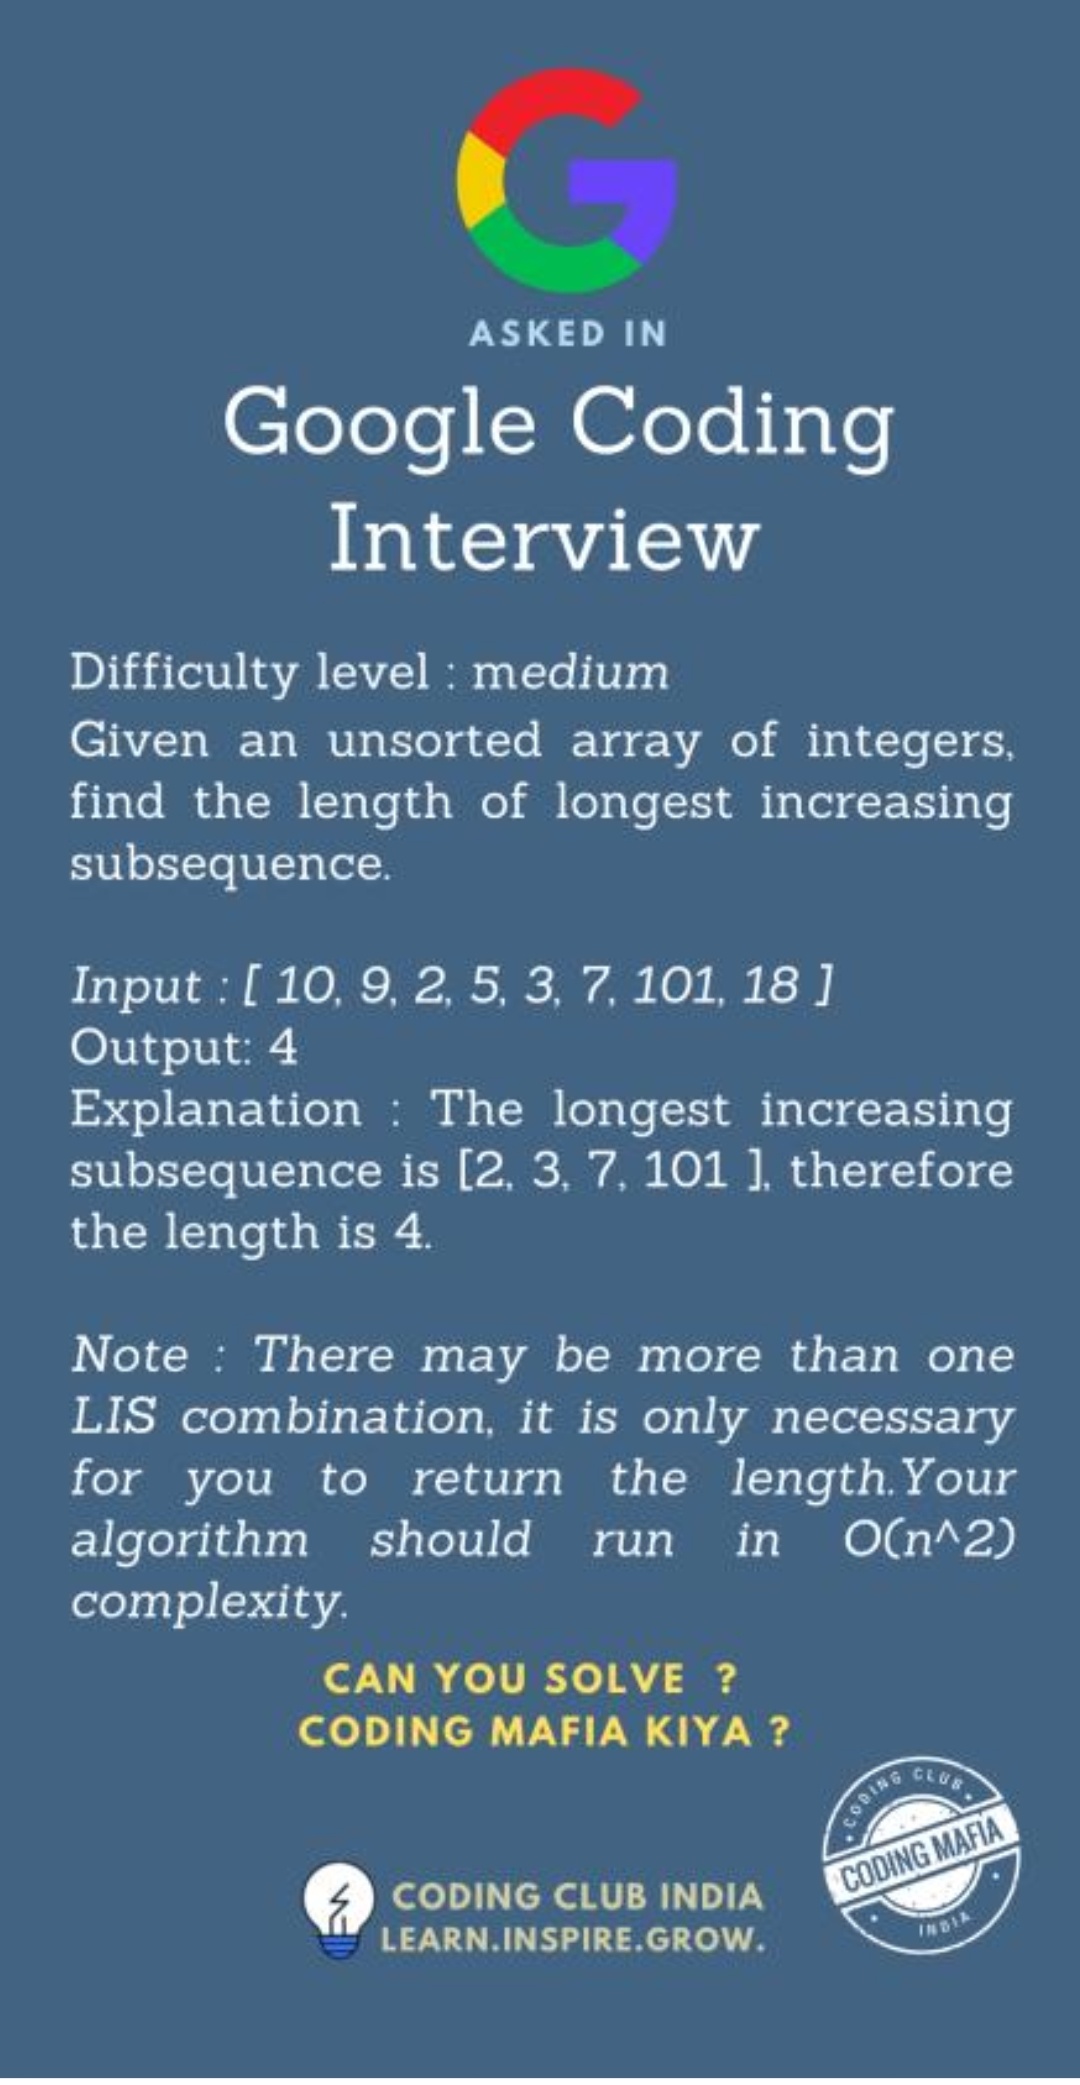 ASKED IN
Google Coding
Interview
Difficulty level : medium
Given an unsorted array of integers,
find the length of longest increasing
subsequence.
Input : [ 10, 9, 2, 5, 3, 7, 101, 18 ]
Output: 4
Explanation : The longest increasing
subsequence is [2, 3, 7, 101 ], therefore
the length is 4.
Note : There may be more than one
LIS combination, it is only necessary
for you to return the length.Your
algorithm should run in O(n^2)
complexity.
CAN YOU SOLVE ?
CODING MAFIA KIYA ?
CODING CLUB
CODING MAFIA
INDIA
CODING CLUB INDIA
LEARN.INSPIRE.GROW.